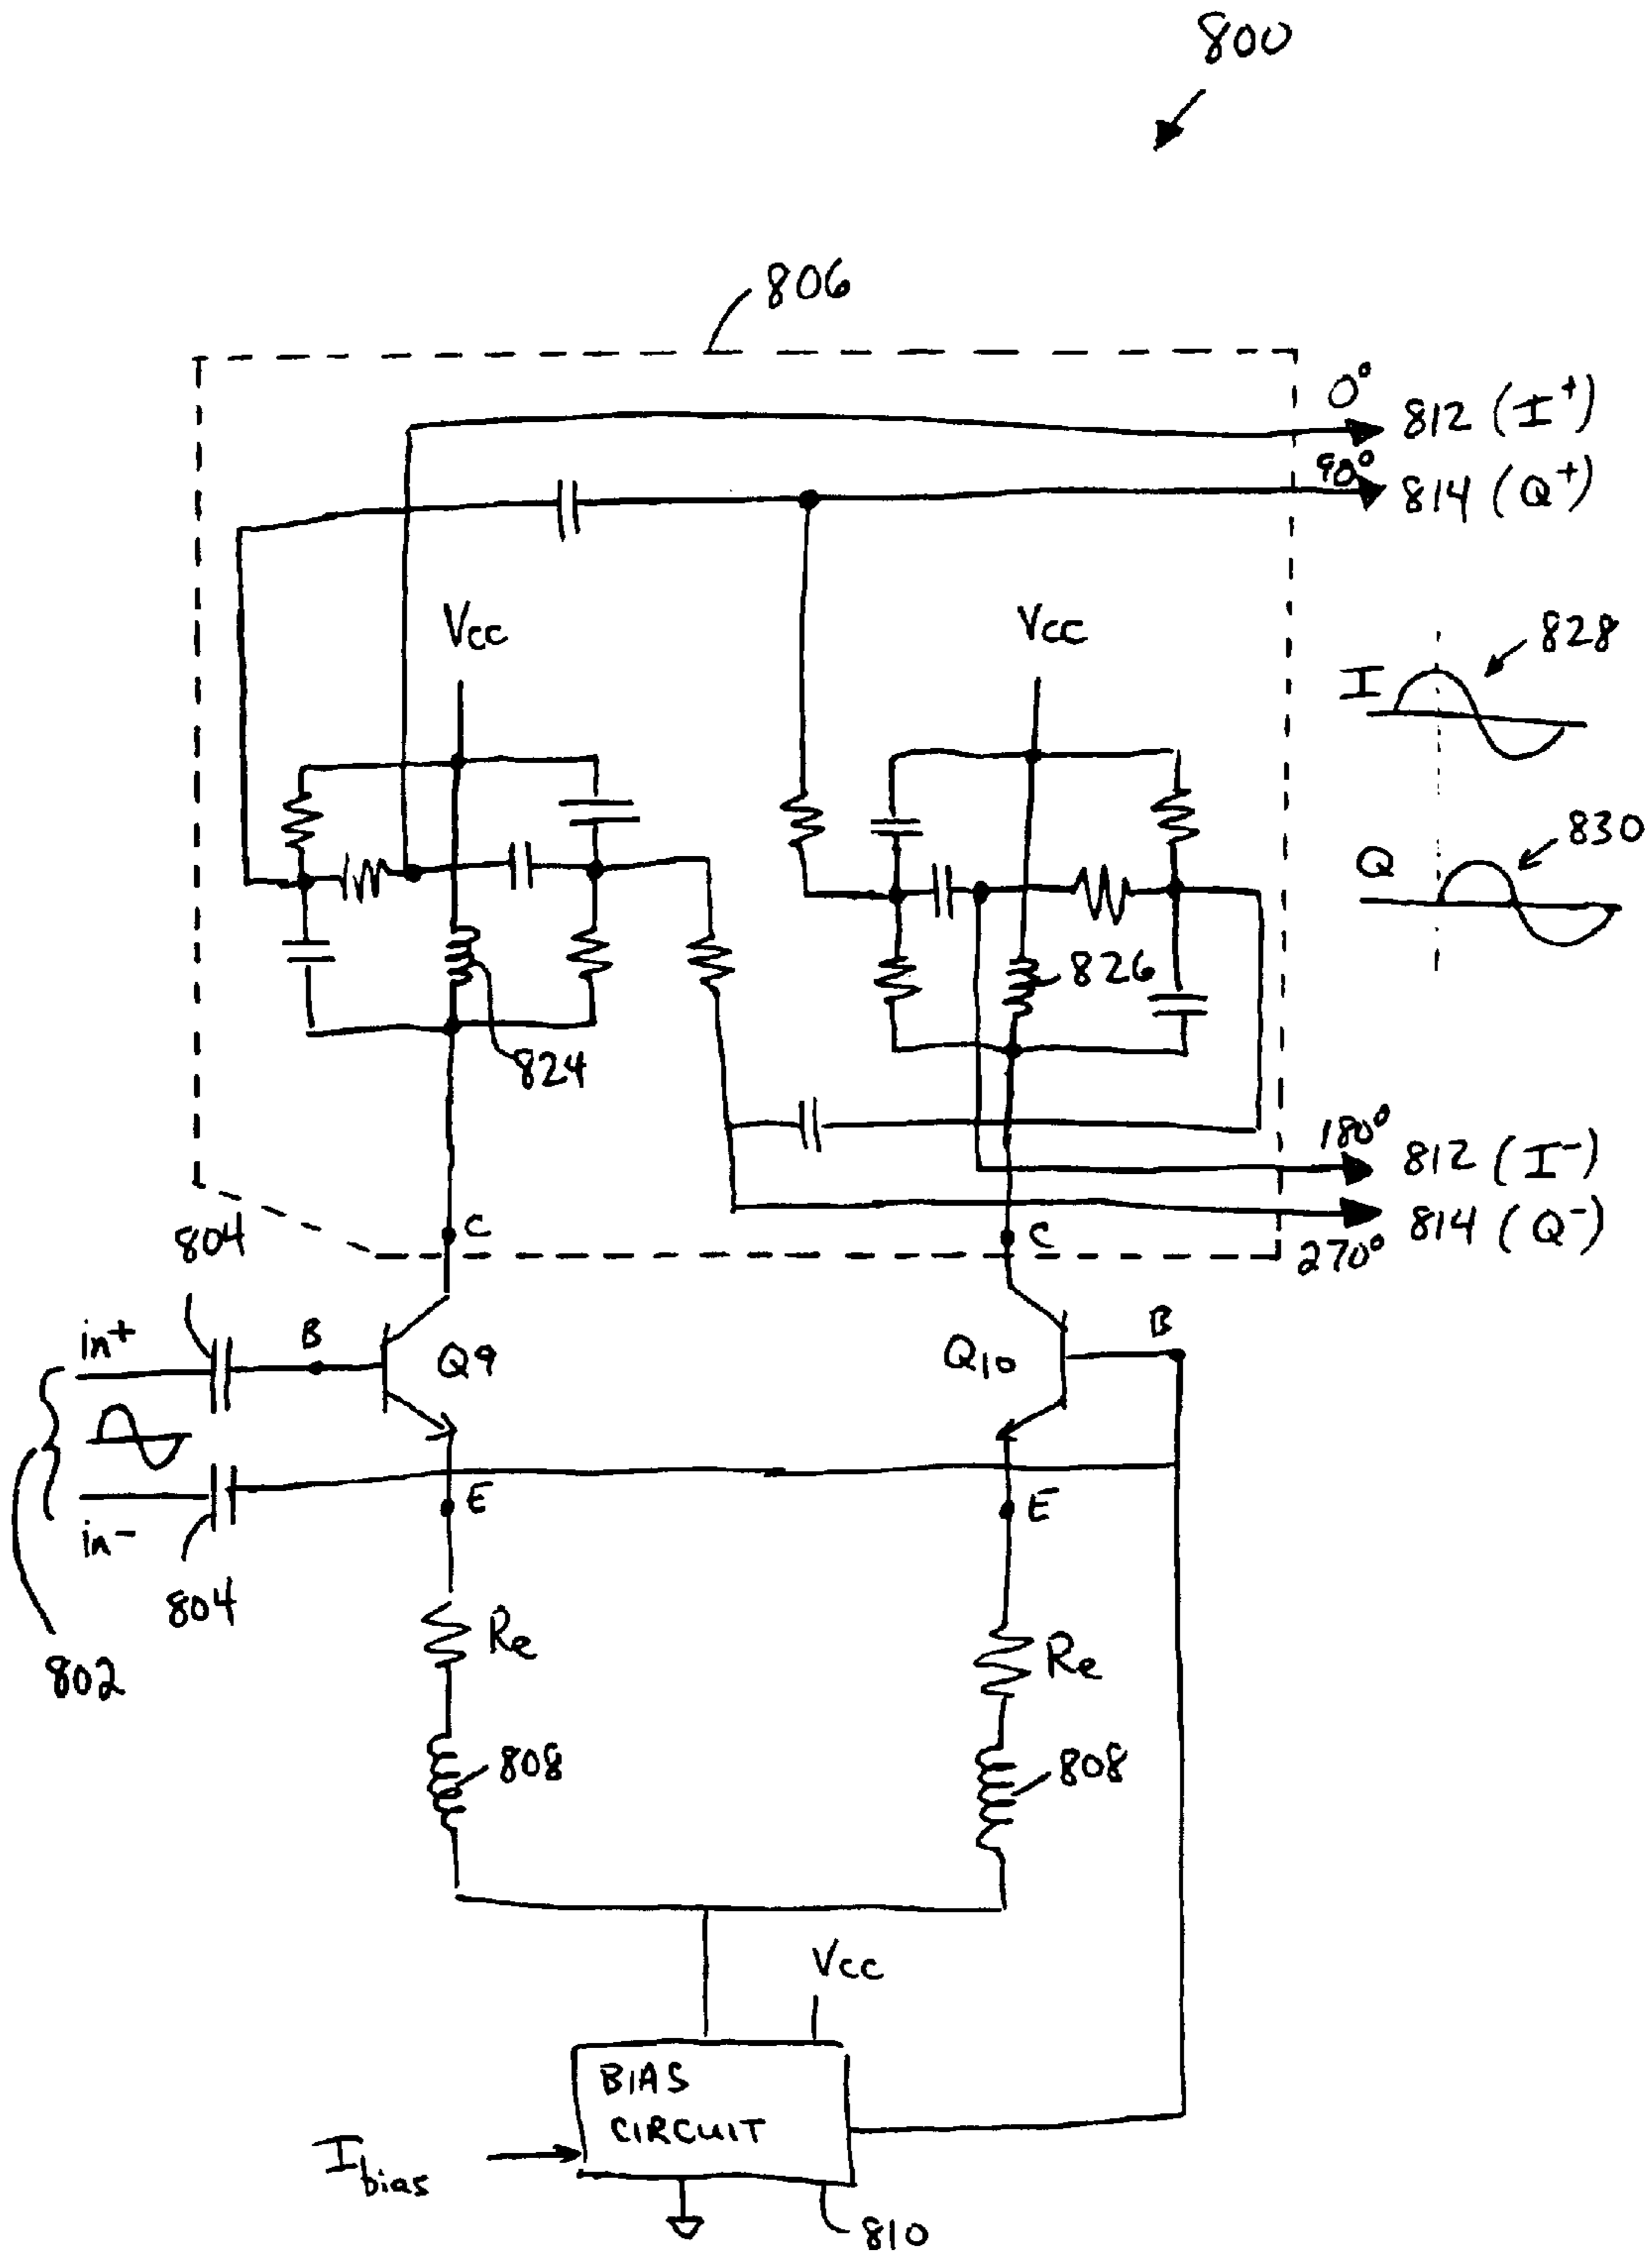 800
806
0°
812 (I+)
90°
814 (Q+)
Vcc
Vcc
828
I
830
Q
826
824
180°
812 (I-)
814 (Q-)
270°
C
C
804
in+
B
Q9
Q10
B
in-
E
E
804
802
Re
Re
808
808
Vcc
BIAS
CIRCUIT
Ibias
810